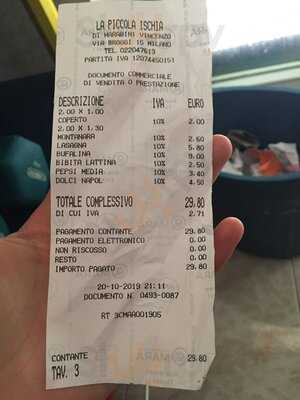 LA PICCOLA ISCHIA
DI MARABINI VINCENZO
VIA BROGGI 15 MILANO
TEL 022047613
PARTITA IVA 12074450151
DOCUMENTO COMMERCIALE
DI VENDITA O PRESTAZIONE
DESCRIZIONE IVA EURO
2.00 X 1.00
COPERTO 10% 2.00
2.00 X 1.30
MONTANARA 10% 2.60
LASAGNA 10% 5.80
BUFALINA 10% 9.00
BIBITA LATTINA 10% 2.50
PEPSI MEDIA 10% 3.40
DOLCI NAPOL 10% 4.50
TOTALE COMPLESSIVO 29.80
DI CUI IVA 2.71
PAGAMENTO CONTANTE 29.80
PAGAMENTO ELETTRONICO 0.00
NON RISCOSSO 0.00
RESTO 0.00
IMPORTO PAGATO 29.80
20-10-2019 21:11
DOCUMENTO N 0493-0087
RT 3CMAA001905
CONTANTE 29.80
TAV. 3